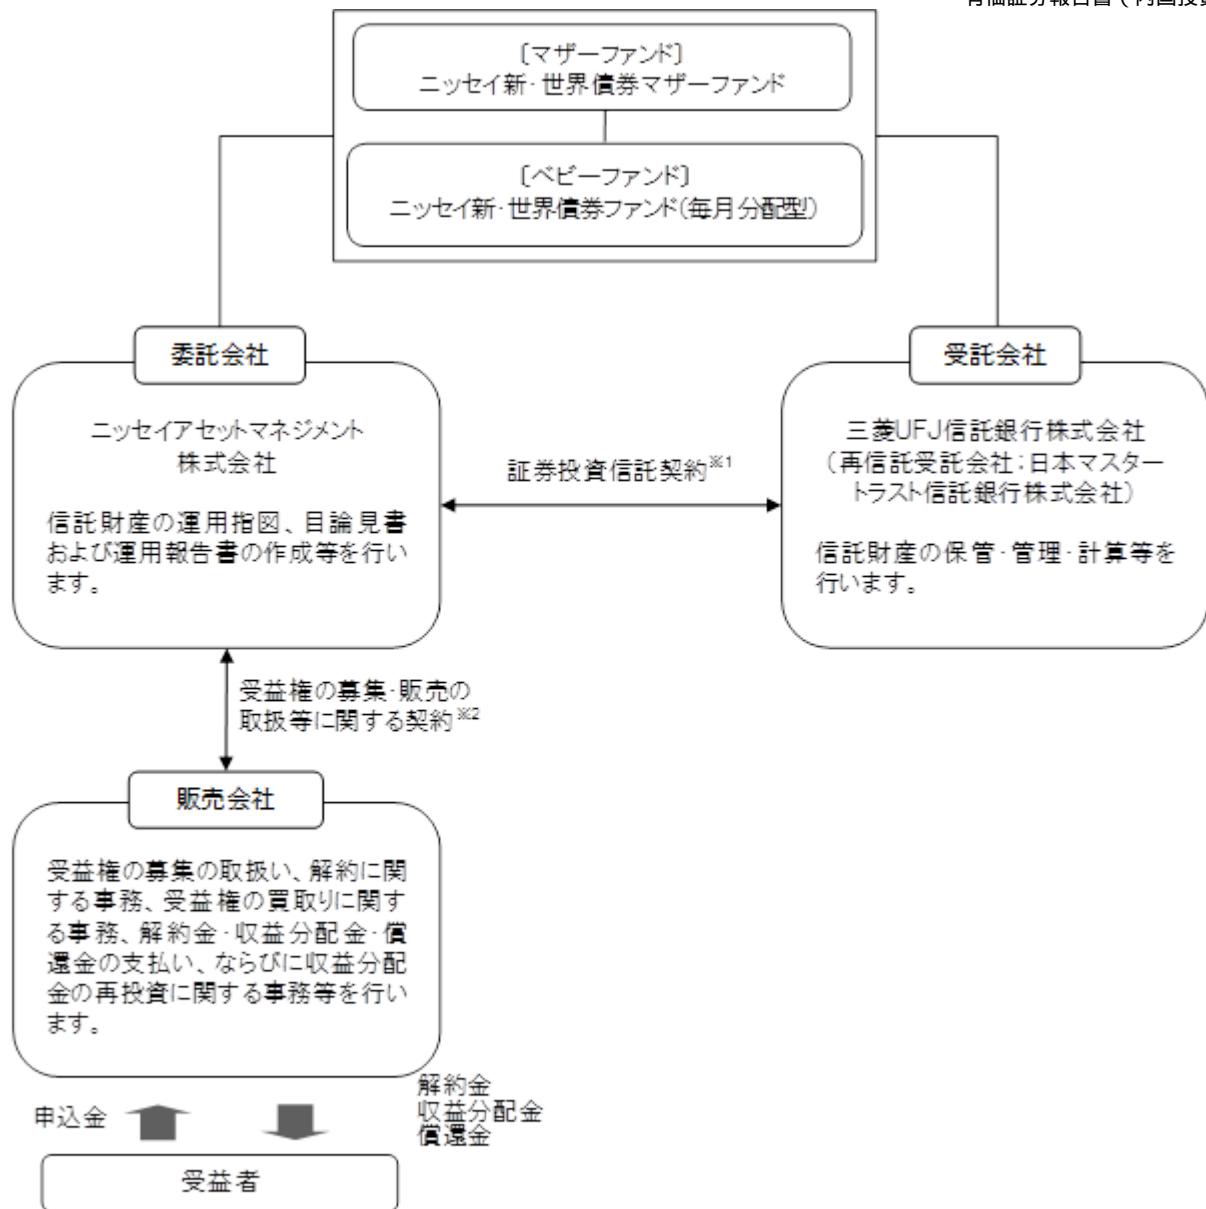 有価証券報告書（内国投資
〔マザーファンド〕
ニッセイ新・世界債券マザーファンド
〔ベビーファンド〕
ニッセイ新・世界債券ファンド（毎月分配型）
委託会社
ニッセイアセットマネジメント
株式会社
信託財産の運用指図、目論見書
および運用報告書の作成等を行い
ます。
証券投資信託契約※1
受託会社
三菱UFJ信託銀行株式会社
（再信託受託会社：日本マスター
トラスト信託銀行株式会社）
信託財産の保管・管理・計算等を
行います。
受益権の募集・販売の
取扱等に関する契約※2
販売会社
受益権の募集の取扱い、解約に関
する事務、受益権の買取りに関す
る事務、解約金・収益分配金・償
還金の支払い、ならびに収益分配
金の再投資に関する事務等を行い
ます。
申込金
解約金
収益分配金
償還金
受益者